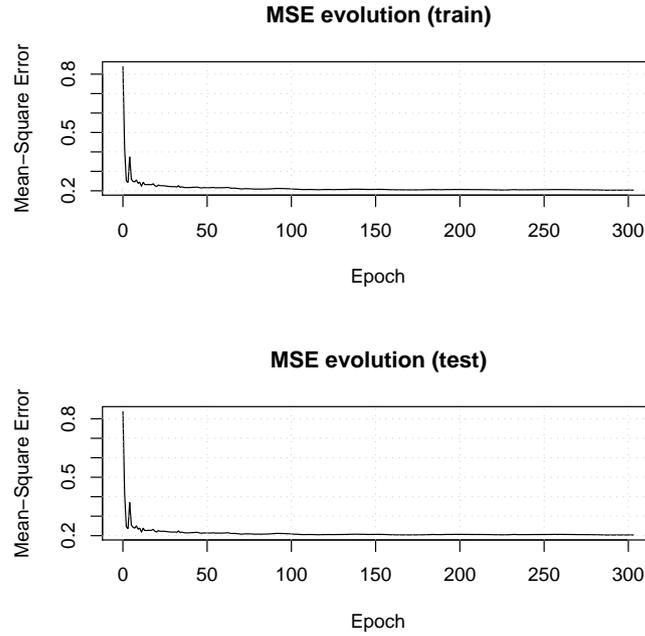 MSE evolution (train)
Mean−Square Error
0.8
0.5
0.2
0 50 100 150 200 250 300
Epoch
MSE evolution (test)
Mean−Square Error
0.8
0.5
0.2
0 50 100 150 200 250 300
Epoch